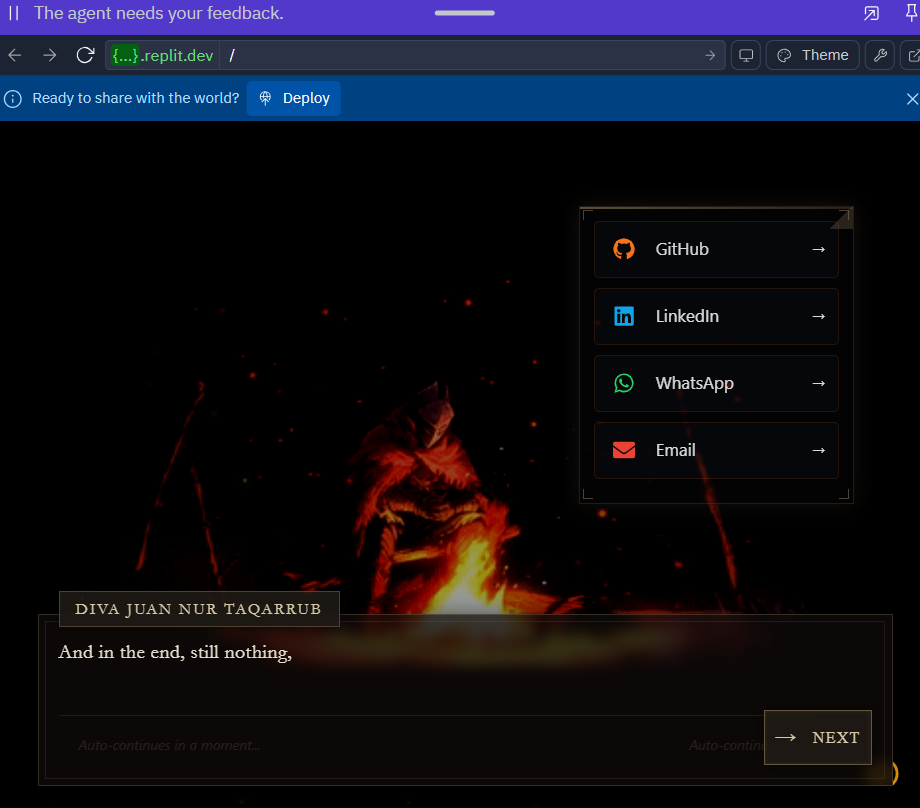 The agent needs your feedback.
{...}.replit.dev /
Theme
Ready to share with the world? Deploy
GitHub →
LinkedIn →
WhatsApp →
Email →
DIVA JUAN NUR TAQARRUB
And in the end, still nothing,
Auto-continues in a moment...
Auto-contin
→ NEXT